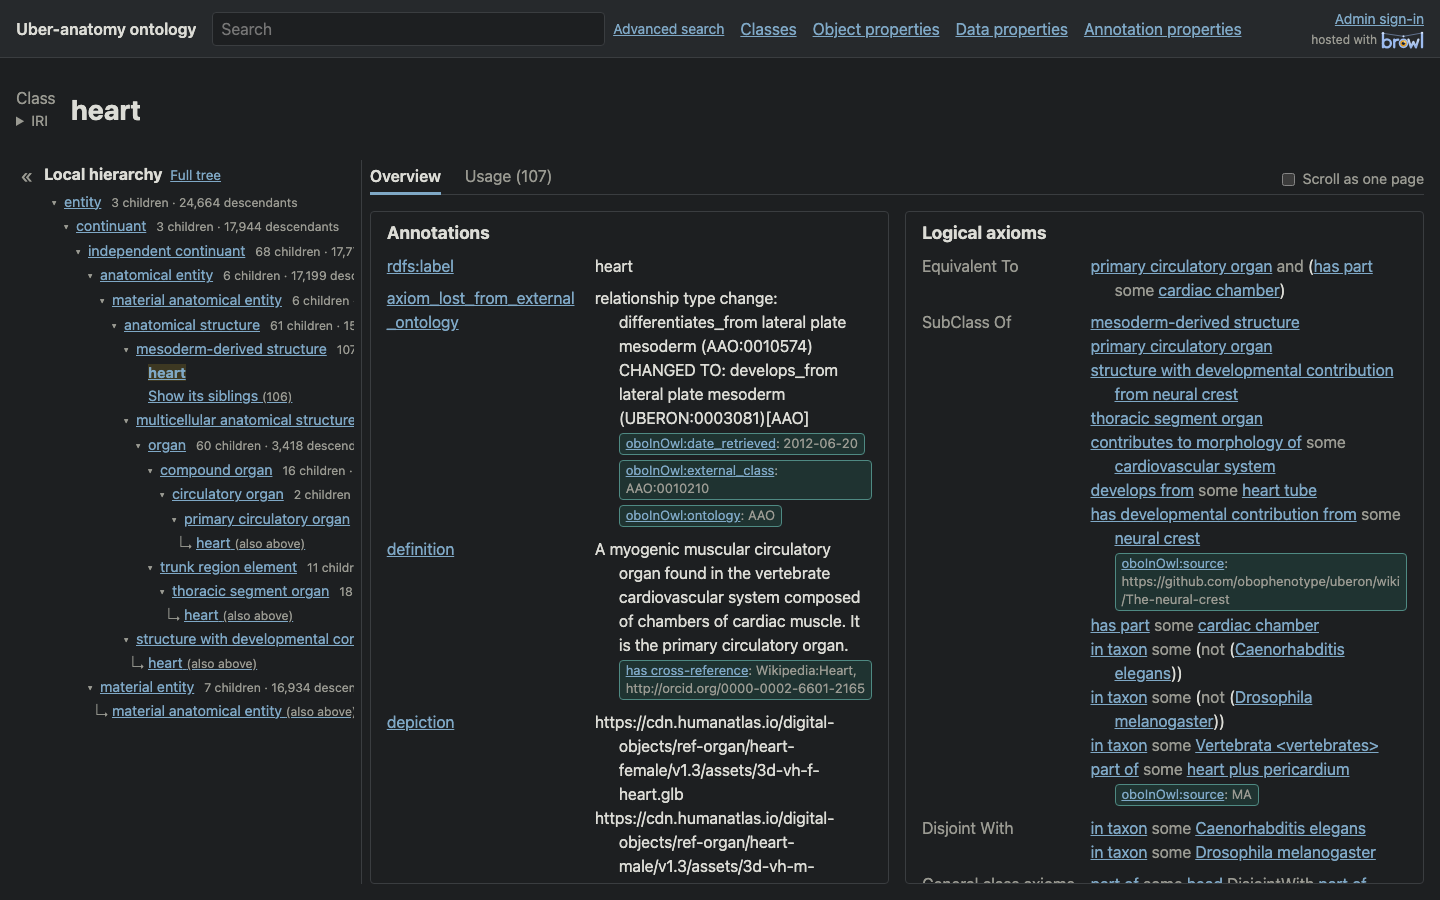 Uber-anatomy ontology
Search
Advanced search
Classes
Object properties
Data properties
Annotation properties
Admin sign-in
hosted with browl
Class
▶ IRI
heart
« Local hierarchy Full tree
entity 3 children · 24,664 descendants
continuant 3 children · 17,944 descendants
independent continuant 68 children · 17,7
anatomical entity 6 children · 17,199 desc
material anatomical entity 6 children
anatomical structure 61 children · 15
mesoderm-derived structure 107
heart
Show its siblings (106)
multicellular anatomical structure
organ 60 children · 3,418 descend
compound organ 16 children ·
circulatory organ 2 children
primary circulatory organ
heart (also above)
trunk region element 11 childr
thoracic segment organ 18
heart (also above)
structure with developmental cor
heart (also above)
material entity 7 children · 16,934 descen
material anatomical entity (also above)
Overview
Usage (107)
Scroll as one page
Annotations
rdfs:label
heart
axiom_lost_from_external
_ontology
relationship type change:
differentiates_from lateral plate
mesoderm (AAO:0010574)
CHANGED TO: develops_from
lateral plate mesoderm
(UBERON:0003081)[AAO]
oboInOwl:date_retrieved: 2012-06-20
oboInOwl:external_class:
AAO:0010210
oboInOwl:ontology: AAO
definition
A myogenic muscular circulatory
organ found in the vertebrate
cardiovascular system composed
of chambers of cardiac muscle. It
is the primary circulatory organ.
has cross-reference: Wikipedia:Heart,
http://orcid.org/0000-0002-6601-2165
depiction
https://cdn.humanatlas.io/digital-
objects/ref-organ/heart-
female/v1.3/assets/3d-vh-f-
heart.glb
https://cdn.humanatlas.io/digital-
objects/ref-organ/heart-
male/v1.3/assets/3d-vh-m-
Logical axioms
Equivalent To
primary circulatory organ and (has part
some cardiac chamber)
SubClass Of
mesoderm-derived structure
primary circulatory organ
structure with developmental contribution
from neural crest
thoracic segment organ
contributes to morphology of some
cardiovascular system
develops from some heart tube
has developmental contribution from some
neural crest
oboInOwl:source:
https://github.com/obophenotype/uberon/wiki
/The-neural-crest
has part some cardiac chamber
in taxon some (not (Caenorhabditis
elegans))
in taxon some (not (Drosophila
melanogaster))
in taxon some Vertebrata <vertebrates>
part of some heart plus pericardium
oboInOwl:source: MA
Disjoint With
in taxon some Caenorhabditis elegans
in taxon some Drosophila melanogaster
General class axioms
part of some head DisjointWith part of